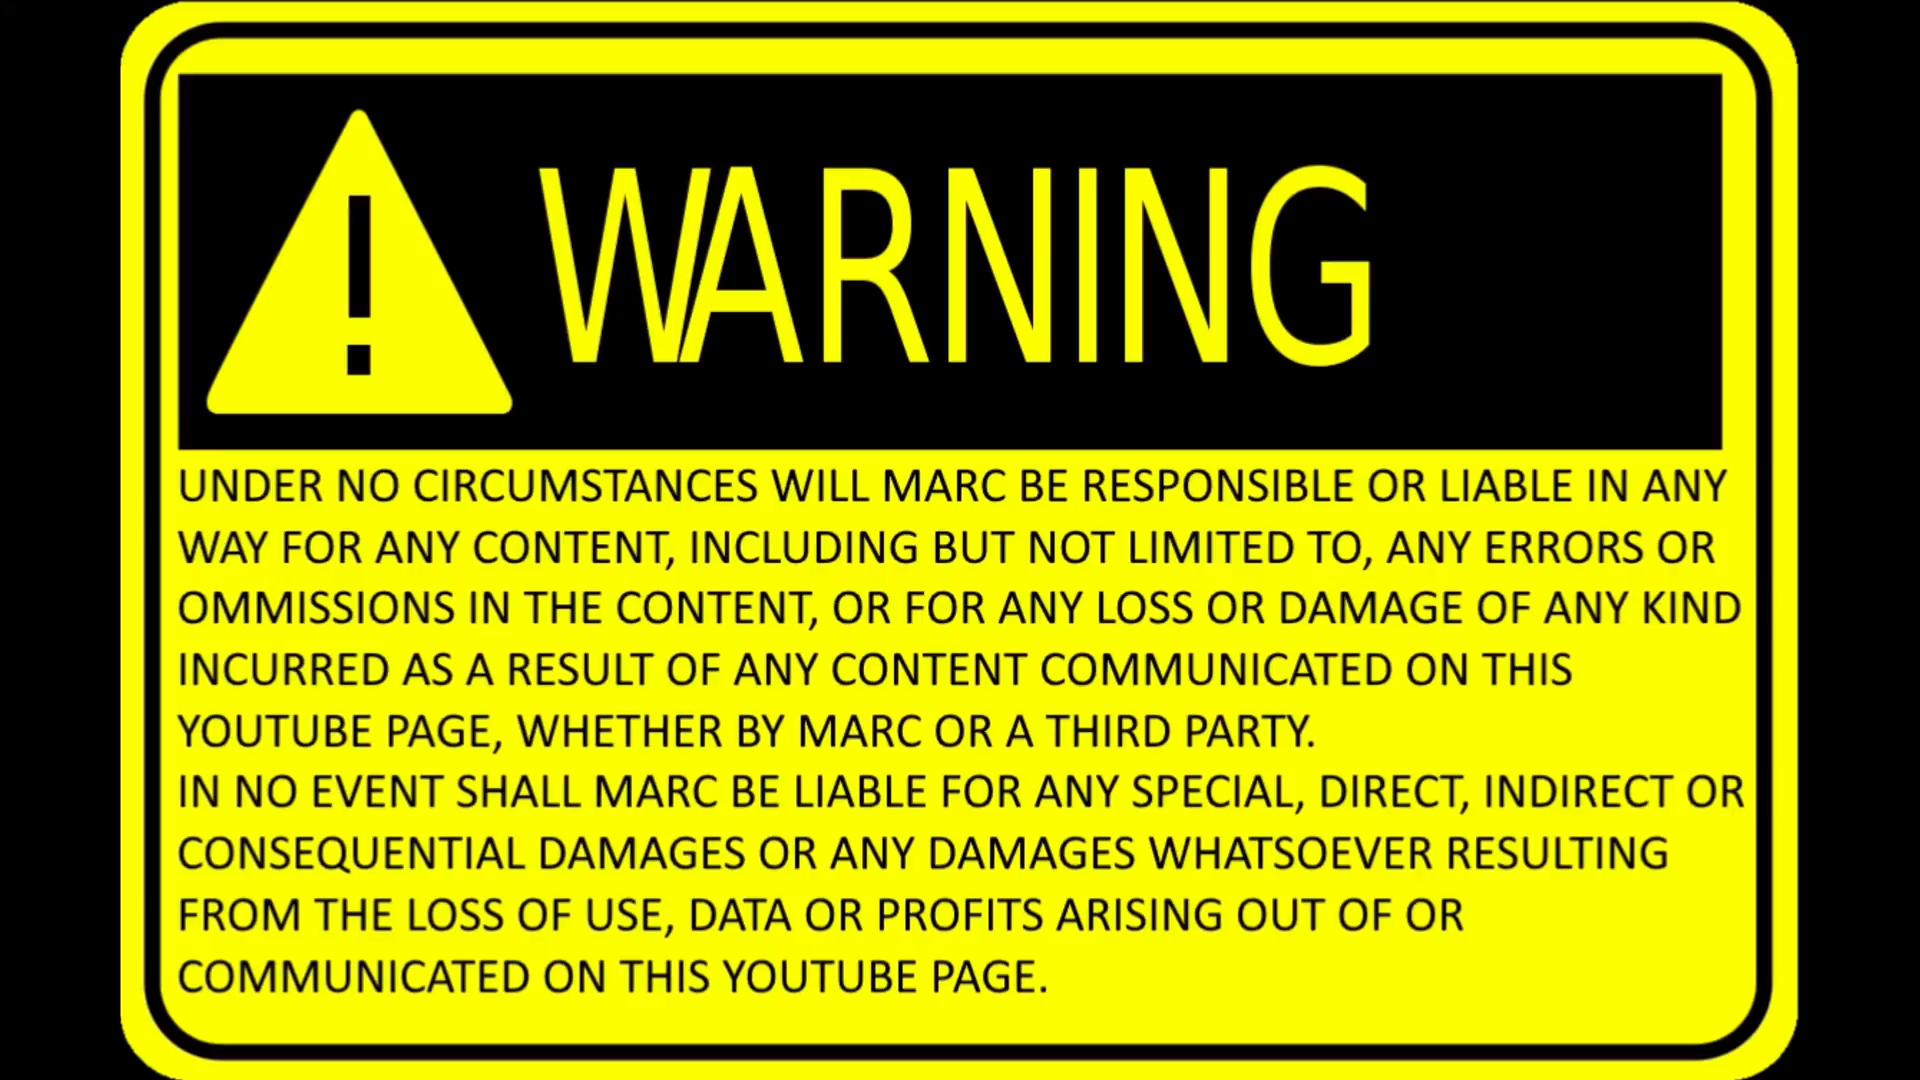 WARNING
UNDER NO CIRCUMSTANCES WILL MARC BE RESPONSIBLE OR LIABLE IN ANY
WAY FOR ANY CONTENT, INCLUDING BUT NOT LIMITED TO, ANY ERRORS OR
OMMISSIONS IN THE CONTENT, OR FOR ANY LOSS OR DAMAGE OF ANY KIND
INCURRED AS A RESULT OF ANY CONTENT COMMUNICATED ON THIS
YOUTUBE PAGE, WHETHER BY MARC OR A THIRD PARTY.
IN NO EVENT SHALL MARC BE LIABLE FOR ANY SPECIAL, DIRECT, INDIRECT OR
CONSEQUENTIAL DAMAGES OR ANY DAMAGES WHATSOEVER RESULTING
FROM THE LOSS OF USE, DATA OR PROFITS ARISING OUT OF OR
COMMUNICATED ON THIS YOUTUBE PAGE.